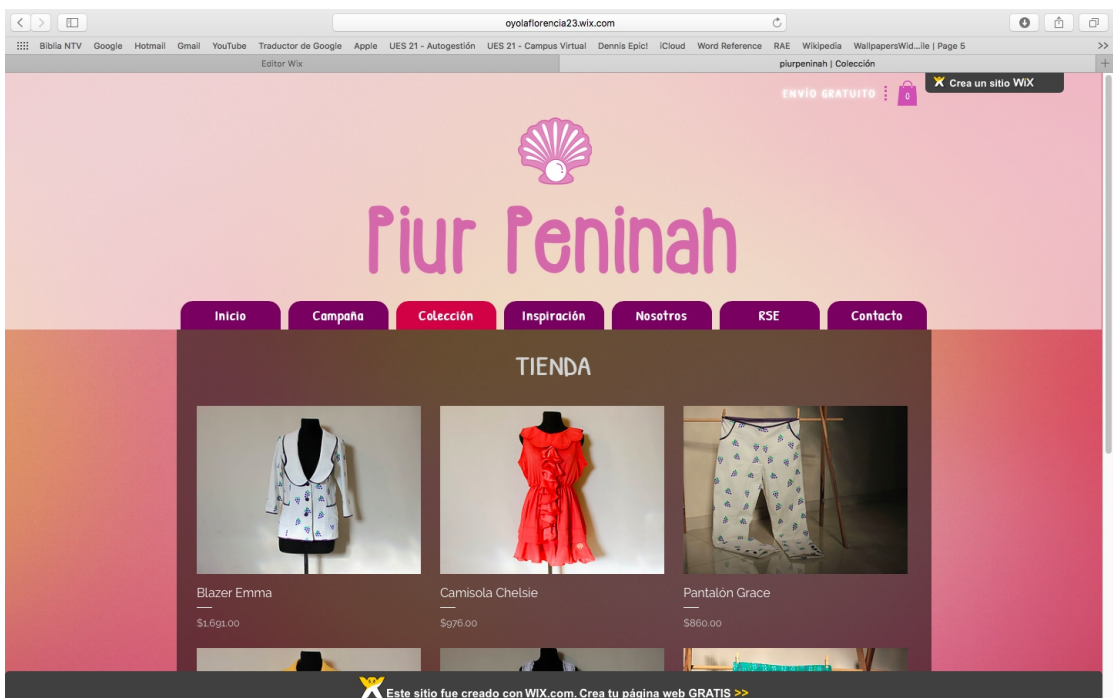 oyolaflorencia23.wix.com
Biblia NTV Google Hotmail Gmail YouTube Traductor de Google Apple UES 21 - Autogestión UES 21 - Campus Virtual Dennis Epic! iCloud Word Reference RAE Wikipedia WallpapersWid...ile | Page 5 >>
Editor Wix piurpeninah | Colección +
Crea un sitio WiX
ENVÍO GRATUITO 0
Piur Peninah
Inicio Campaña Colección Inspiración Nosotros RSE Contacto
TIENDA
Blazer Emma Camisola Chelsie Pantalón Grace
$1,691.00 $976.00 $860.00
Este sitio fue creado con WIX.com. Crea tu página web GRATIS >>